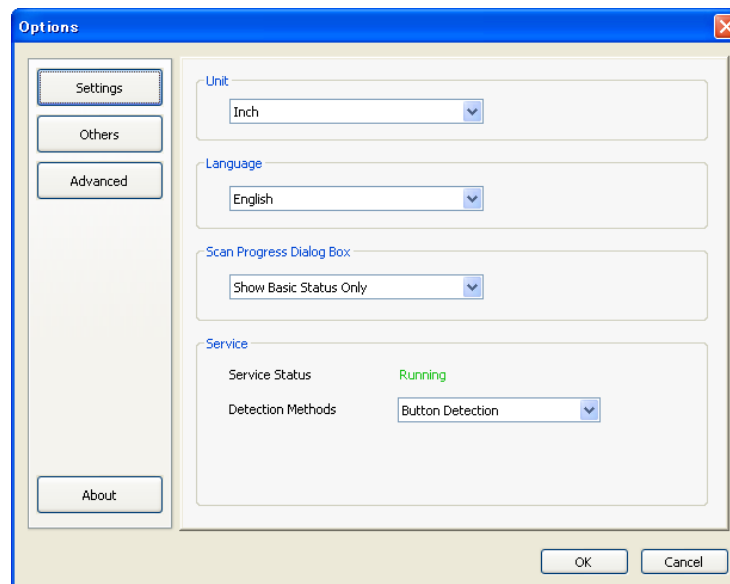 Options
Settings
Others
Advanced
About
Unit
Inch
Language
English
Scan Progress Dialog Box
Show Basic Status Only
Service
Service Status Running
Detection Methods Button Detection
OK Cancel